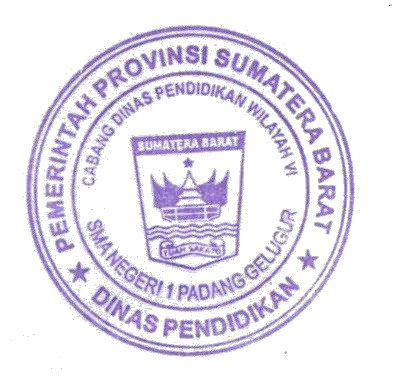 PEMERINTAH PROVINSI SUMATERA BARAT
CABANG DINAS PENDIDIKAN WILAYAH VI
SUMATERA BARAT
TUAH SAKATO
SMA NEGERI 1 PADANG GELUGUR
DINAS PENDIDIKAN